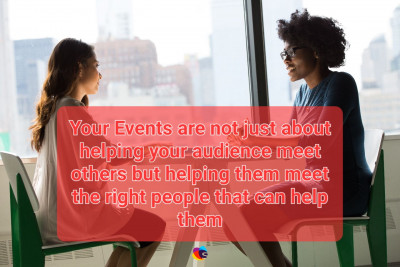 Your Events are not just about
helping your audience meet
others but helping them meet
the right people that can help
them